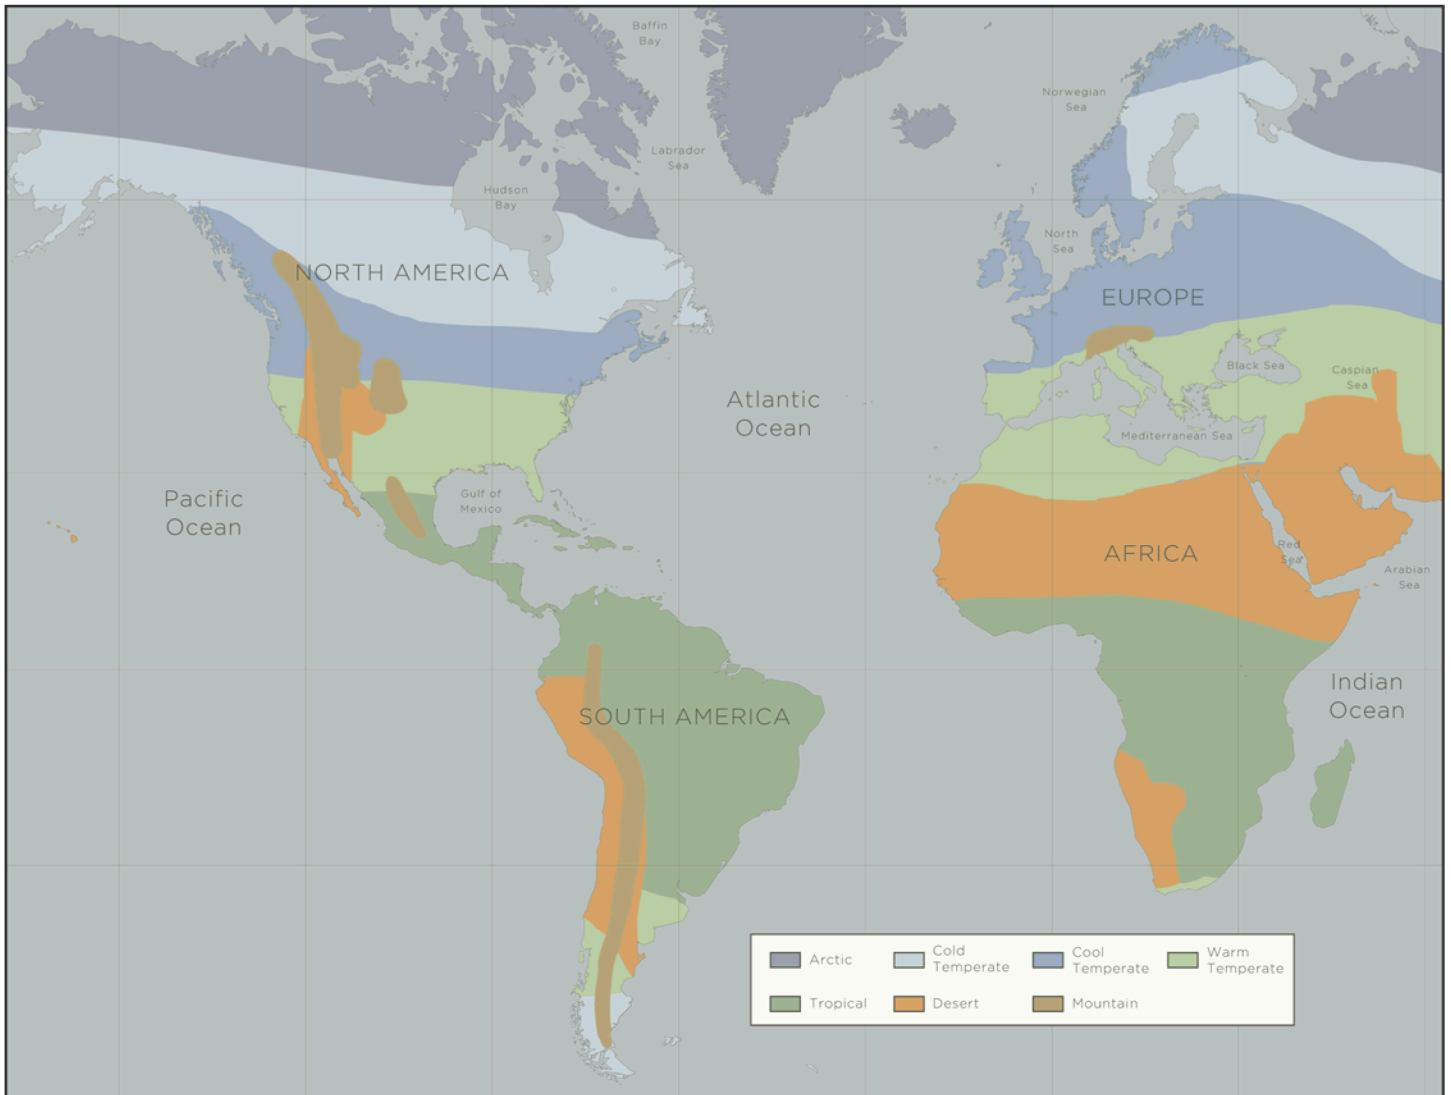 Baffin
Bay
Norwegian
Sea
Labrador
Sea
Hudson
Bay
North
Sea
NORTH AMERICA
EUROPE
Black Sea
Caspian
Sea
Atlantic
Ocean
Mediterranean Sea
Pacific
Ocean
Gulf of
Mexico
Red
Sea
AFRICA
Arabian
Sea
Indian
Ocean
SOUTH AMERICA
Arctic
Cold
Temperate
Cool
Temperate
Warm
Temperate
Tropical
Desert
Mountain